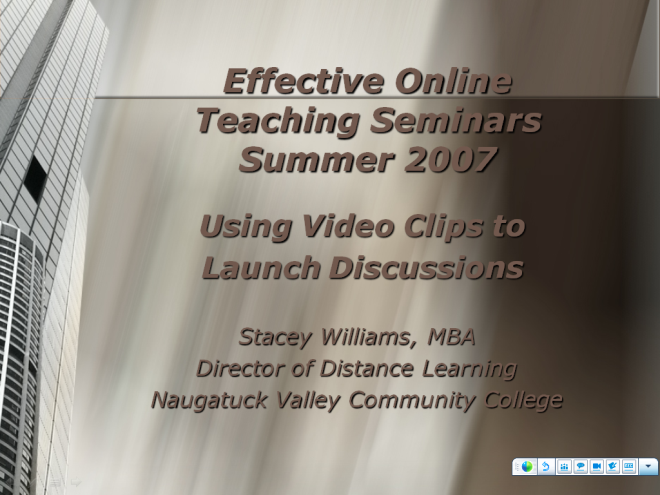 Effective Online
Teaching Seminars
Summer 2007
Using Video Clips to
Launch Discussions
Stacey Williams, MBA
Director of Distance Learning
Naugatuck Valley Community College